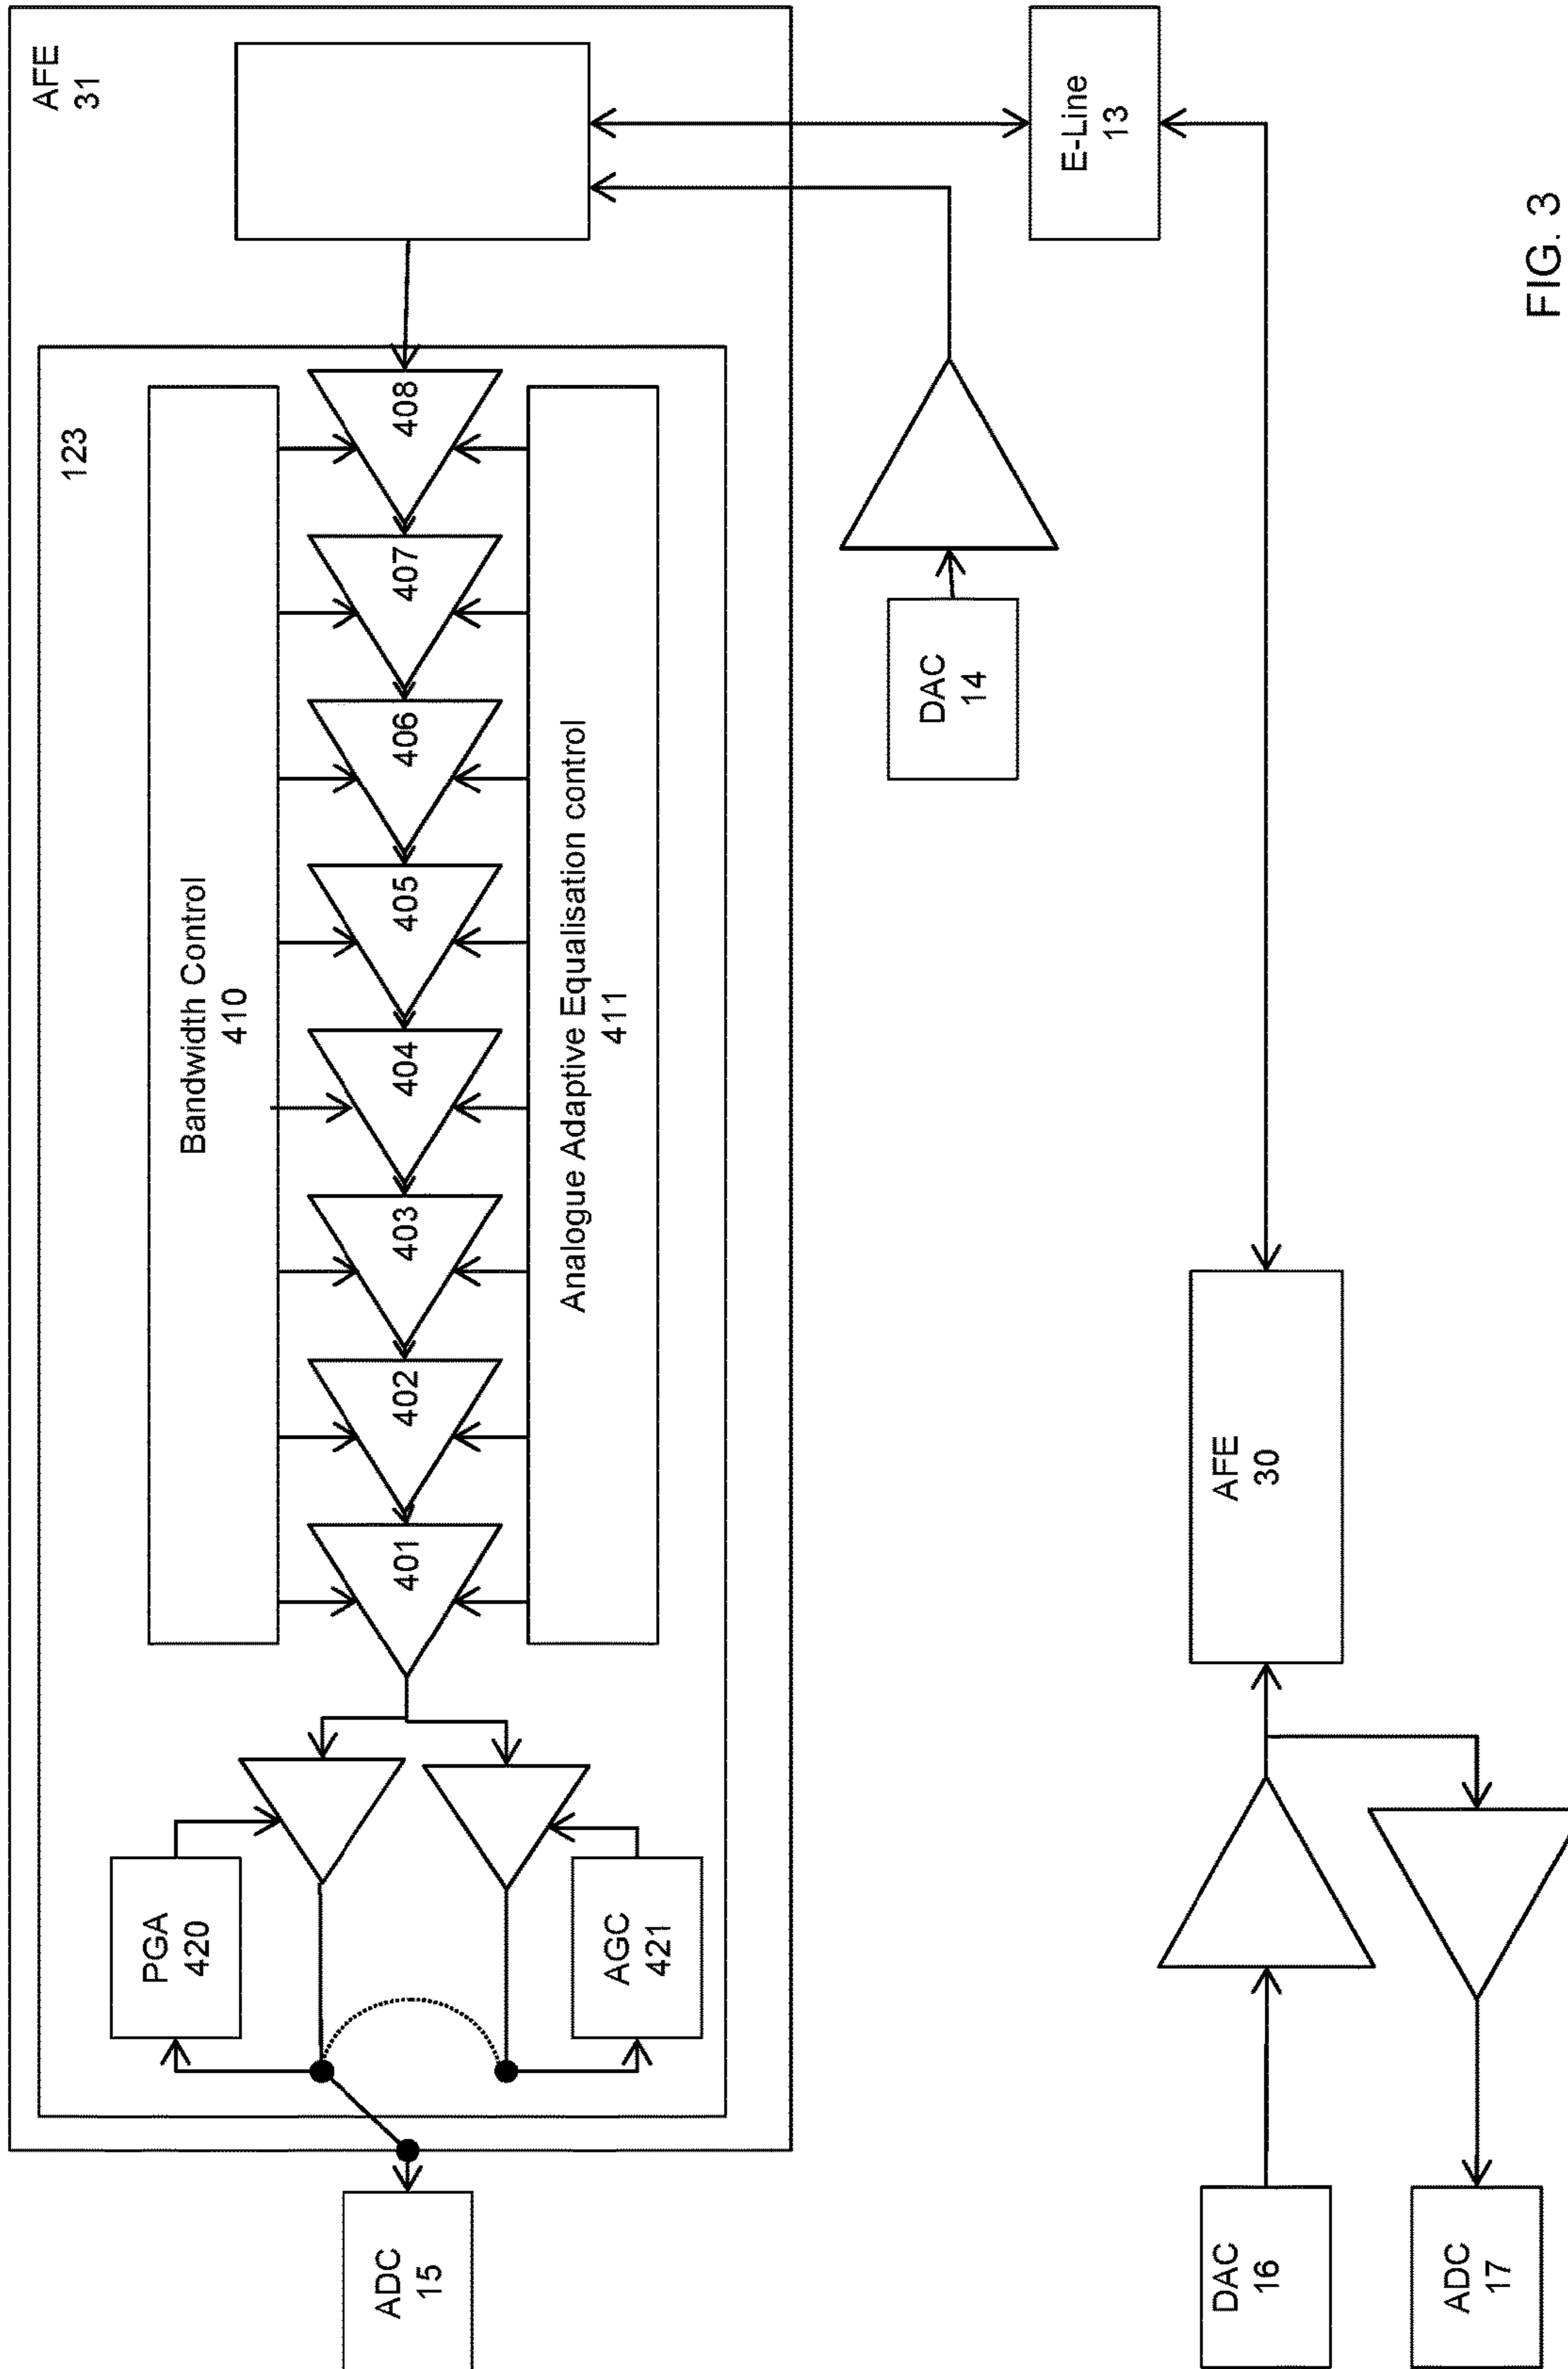 AFE
31
123
Bandwidth Control
410
408
407
406
405
404
403
402
401
Analogue Adaptive Equalisation control
411
PGA
420
AGC
421
ADC
15
DAC
14
E-Line
13
AFE
30
DAC
16
ADC
17
FIG. 3